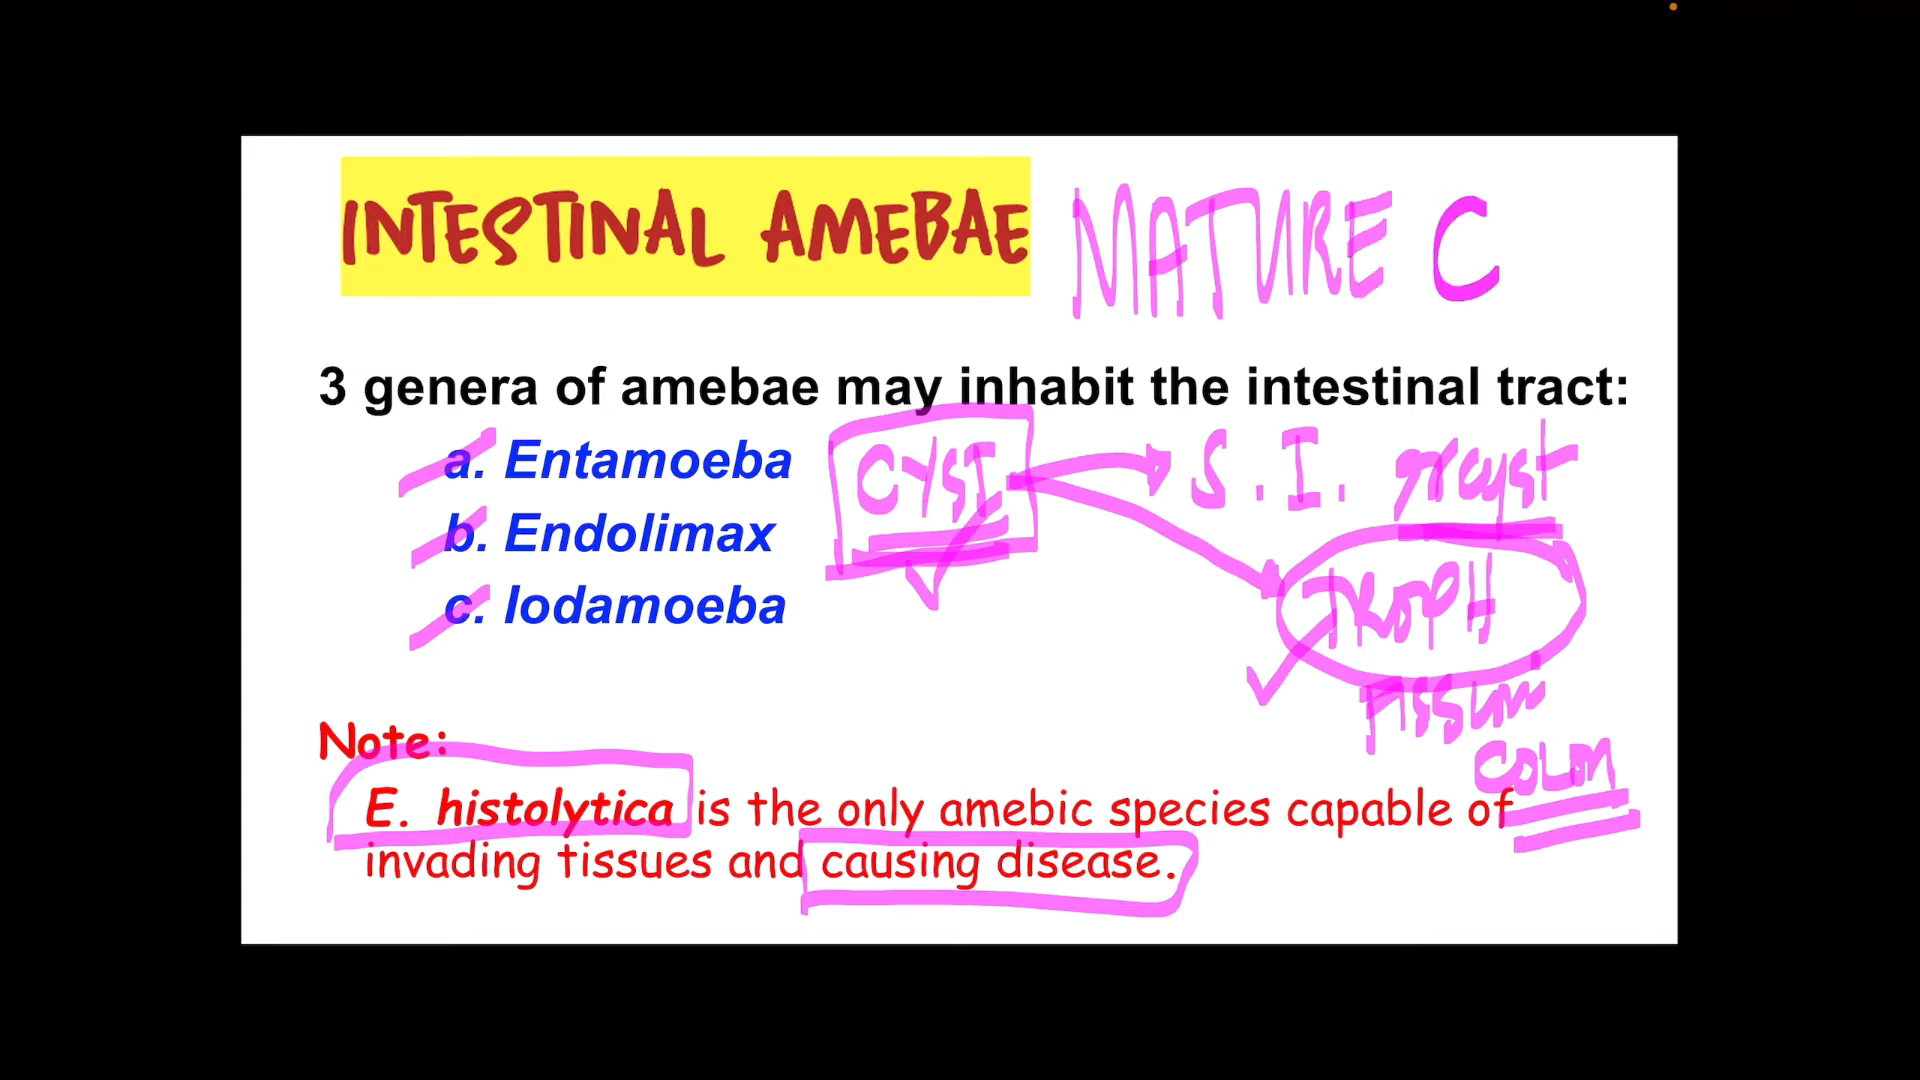 INTESTINAL AMEBAE MATURE C
3 genera of amebae may inhabit the intestinal tract:
a. Entamoeba
CYST S. I.
b. Endolimax
c. Iodamoeba
TROPH
Note:
COLON
E. histolytica is the only amebic species capable of
invading tissues and causing disease.